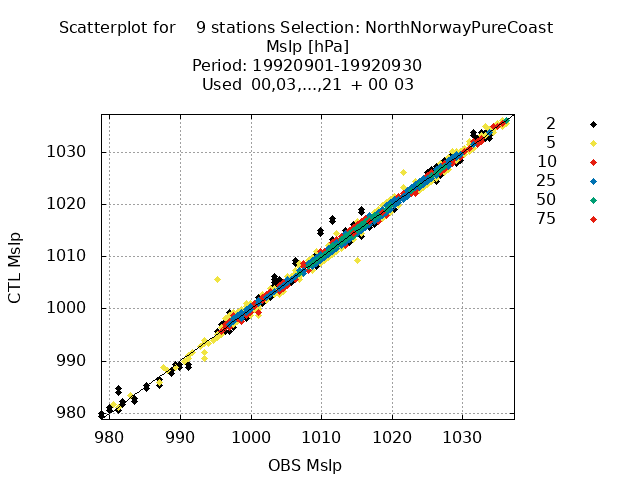 Scatterplot for    9 stations Selection: NorthNorwayPureCoast
Mslp [hPa]
Period: 19920901-19920930
Used  00,03,...,21  + 00 03
2
5
10
25
50
75
1030
1020
1010
1000
990
980
CTL Mslp
980 990 1000 1010 1020 1030
OBS Mslp